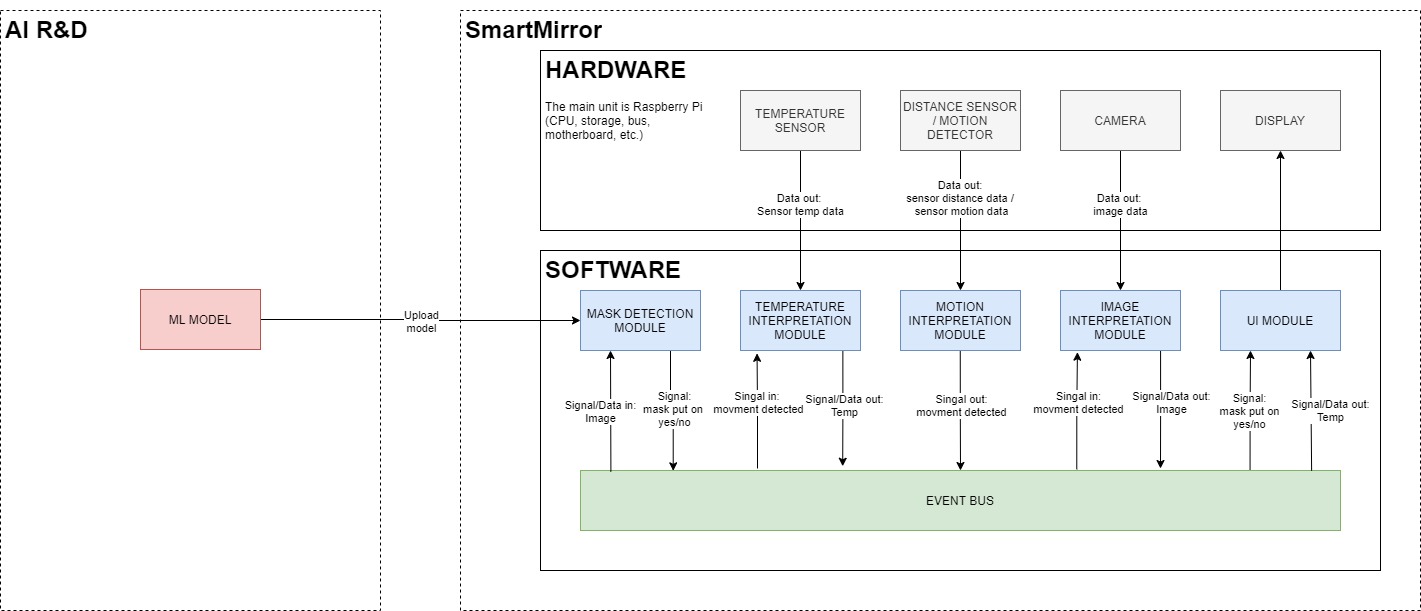 AI R&D
SmartMirror
HARDWARE
The main unit is Raspberry Pi
(CPU, storage, bus,
motherboard, etc.)
TEMPERATURE
SENSOR
DISTANCE SENSOR
/ MOTION
DETECTOR
CAMERA
DISPLAY
Data out:
Sensor temp data
Data out:
sensor distance data /
sensor motion data
Data out:
image data
SOFTWARE
ML MODEL
Upload
model
MASK DETECTION
MODULE
TEMPERATURE
INTERPRETATION
MODULE
MOTION
INTERPRETATION
MODULE
IMAGE
INTERPRETATION
MODULE
UI MODULE
Signal/Data in:
Image
Signal:
mask put on
yes/no
Singal in:
movment detected
Signal/Data out:
Temp
Singal out:
movment detected
Singal in:
movment detected
Signal/Data out:
Image
Signal:
mask put on
yes/no
Signal/Data out:
Temp
EVENT BUS